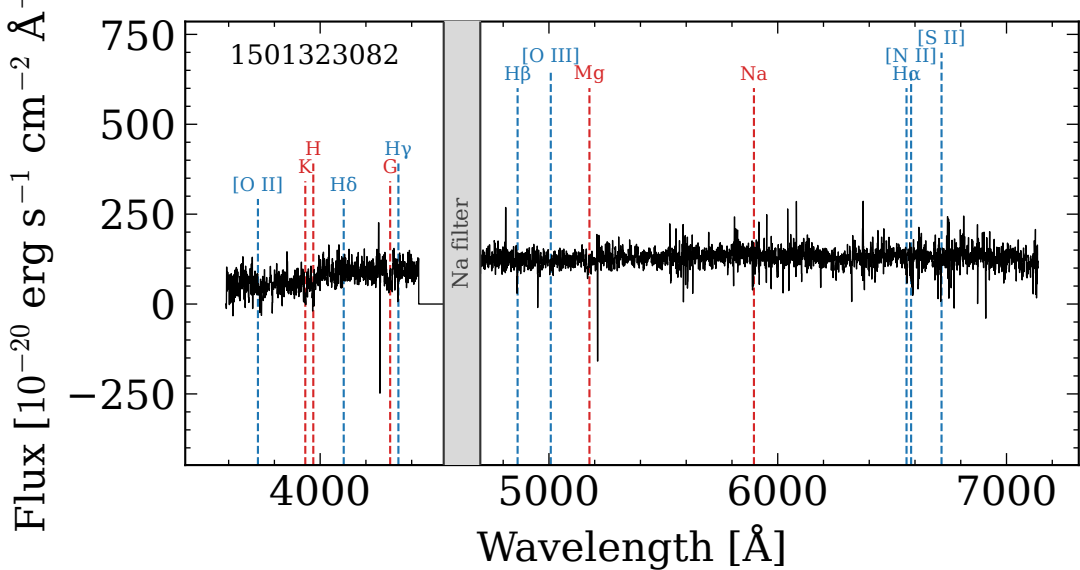 1501323082
[O II]
K
H
Hδ
G
Hγ
Na filter
Hβ
[O III]
Mg
Na
[N II]
Hα
[S II]
750
500
250
0
−250
4000
5000
6000
7000
Wavelength [Å]
Flux [10⁻²⁰ erg s⁻¹ cm⁻² Å⁻